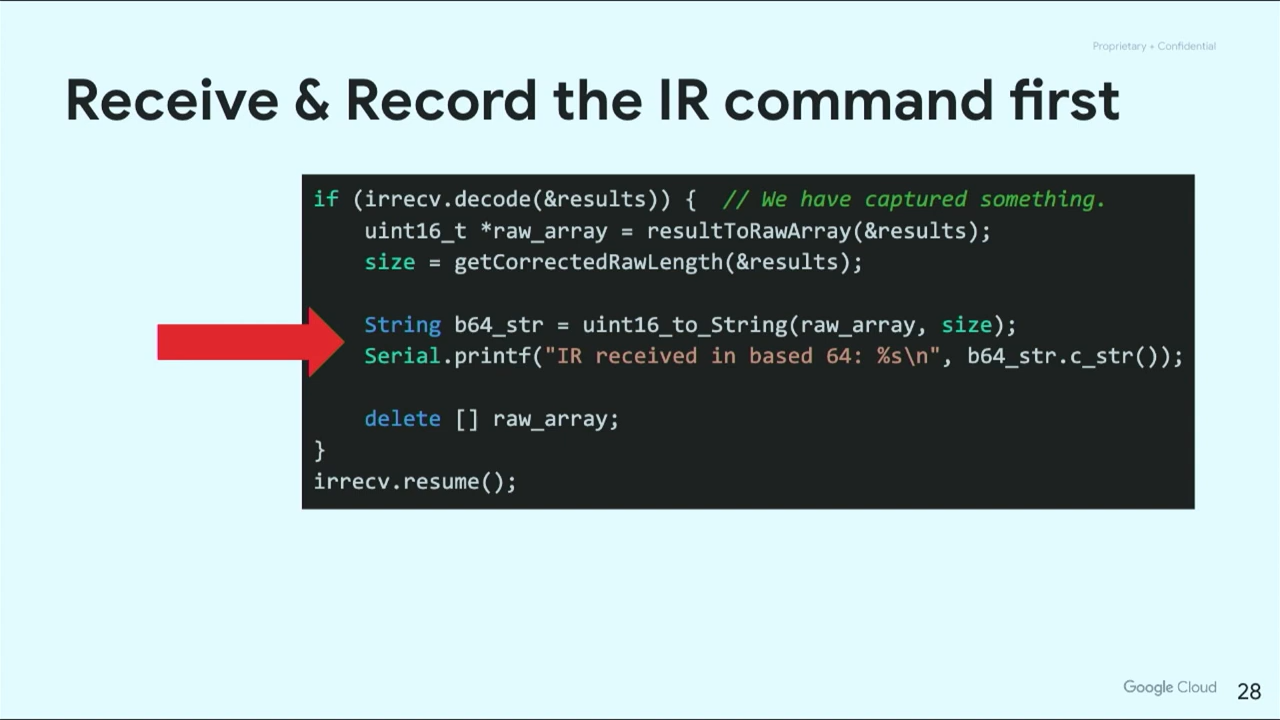 Proprietary + Confidential
Receive & Record the IR command first
if (irrecv.decode(&results)) {  // We have captured something.
    uint16_t *raw_array = resultToRawArray(&results);
    size = getCorrectedRawLength(&results);
    String b64_str = uint16_to_String(raw_array, size);
    Serial.printf("IR received in based 64: %s\n", b64_str.c_str());
    delete [] raw_array;
}
irrecv.resume();
Google Cloud
28